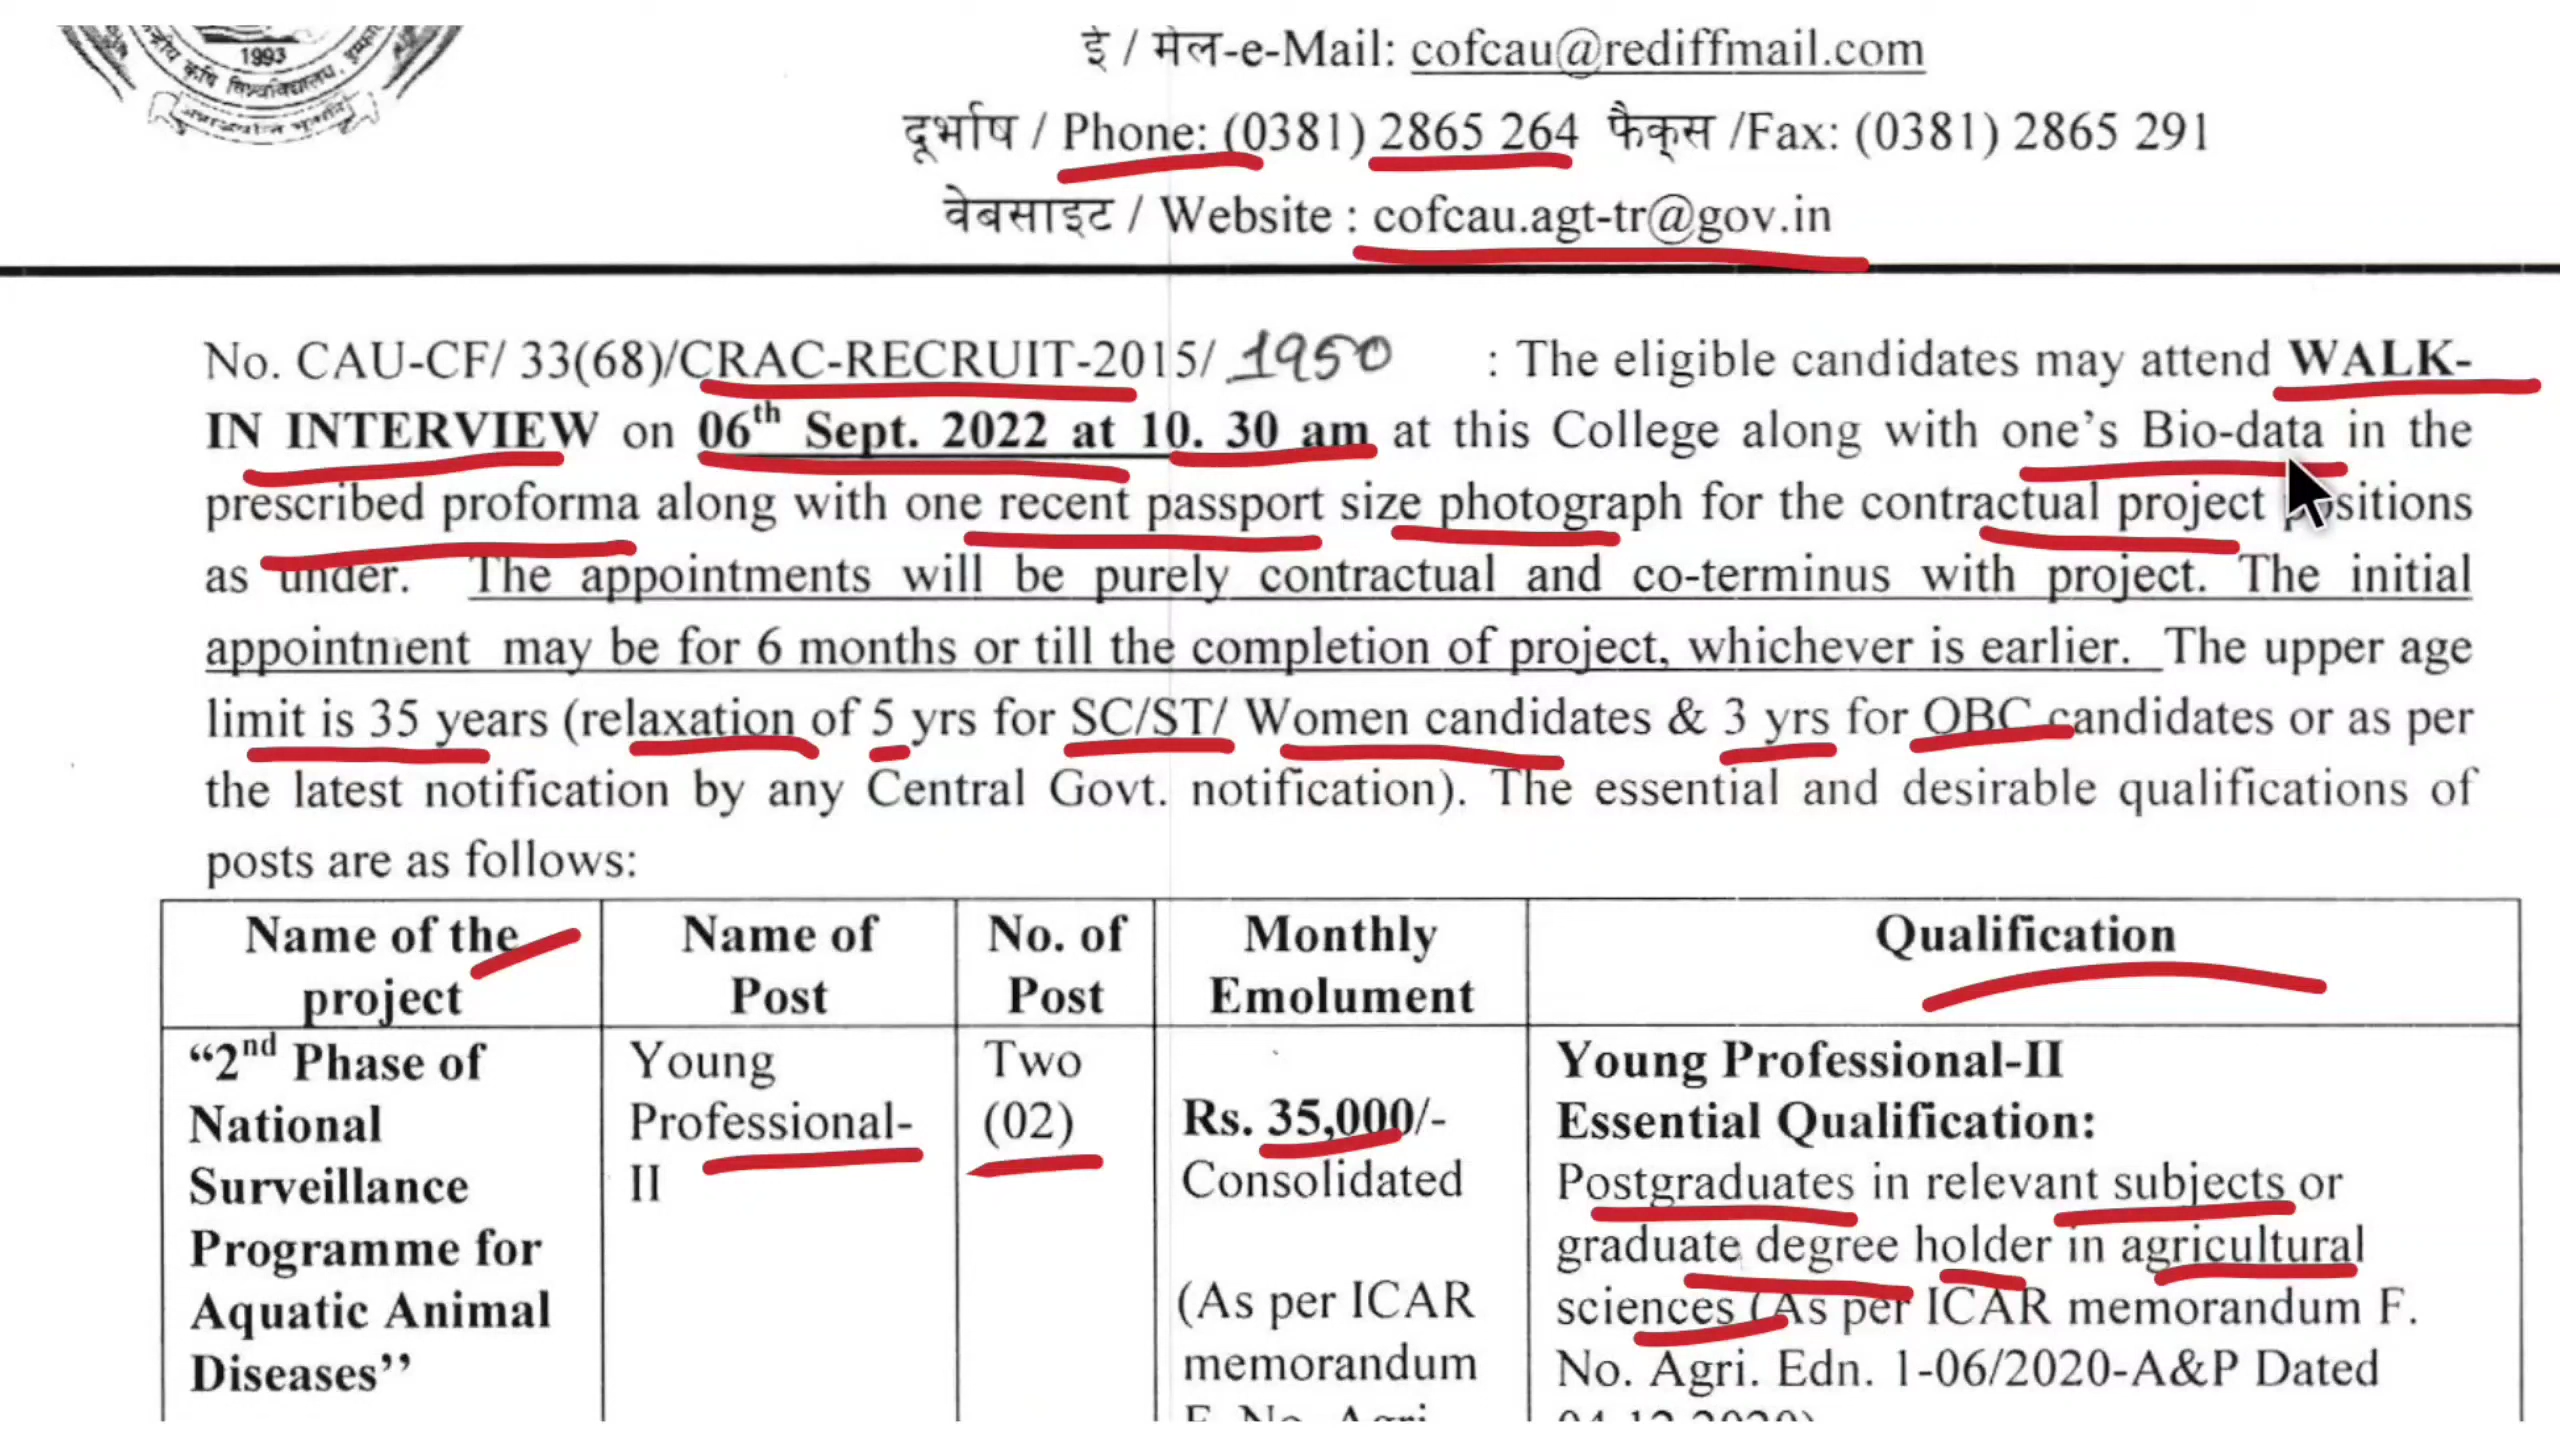 1993
ई / मेल-e-Mail: cofcau@rediffmail.com
दूर्भाष / Phone: (0381) 2865 264 फैक्स /Fax: (0381) 2865 291
वेबसाइट / Website : cofcau.agt-tr@gov.in
No. CAU-CF/ 33(68)/CRAC-RECRUIT-2015/ 1950 : The eligible candidates may attend WALK-
IN INTERVIEW on 06th Sept. 2022 at 10. 30 am at this College along with one’s Bio-data in the
prescribed proforma along with one recent passport size photograph for the contractual project positions
as under. The appointments will be purely contractual and co-terminus with project. The initial
appointment may be for 6 months or till the completion of project, whichever is earlier. The upper age
limit is 35 years (relaxation of 5 yrs for SC/ST/ Women candidates & 3 yrs for OBC candidates or as per
the latest notification by any Central Govt. notification). The essential and desirable qualifications of
posts are as follows:
Name of the project
Name of Post
No. of Post
Monthly Emolument
Qualification
“2nd Phase of
National
Surveillance
Programme for
Aquatic Animal
Diseases’’
Young
Professional-
II
Two
(02)
Rs. 35,000/-
Consolidated
(As per ICAR
memorandum
F. No. Agri.
Young Professional-II
Essential Qualification:
Postgraduates in relevant subjects or
graduate degree holder in agricultural
sciences (As per ICAR memorandum F.
No. Agri. Edn. 1-06/2020-A&P Dated
04.12.2020)